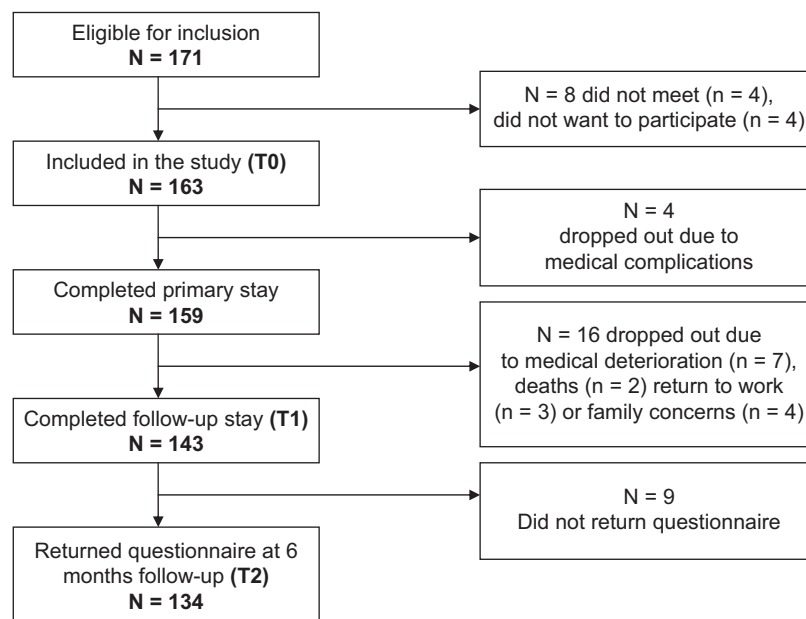 Eligible for inclusion
N = 171
N = 8 did not meet (n = 4),
did not want to participate (n = 4)
Included in the study (T0)
N = 163
N = 4
dropped out due to
medical complications
Completed primary stay
N = 159
N = 16 dropped out due
to medical deterioration (n = 7),
deaths (n = 2) return to work
(n = 3) or family concerns (n = 4)
Completed follow-up stay (T1)
N = 143
N = 9
Did not return questionnaire
Returned questionnaire at 6
months follow-up (T2)
N = 134